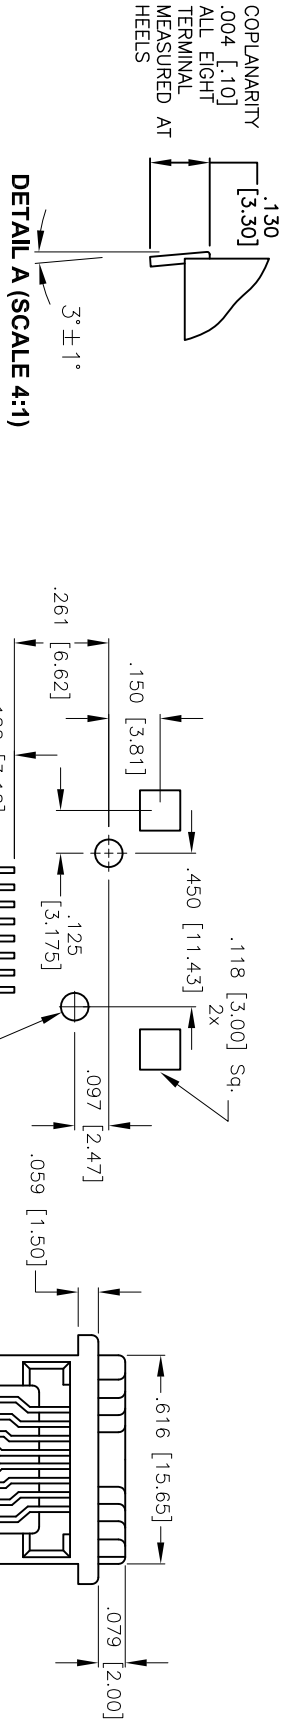 COPLANARITY
.004 [.10]
ALL EIGHT
TERMINAL
MEASURED AT
HEELS
.130
[3.30]
3°±1°
DETAIL A (SCALE 4:1)
.261 [6.62]
.150 [3.81]
.450 [11.43]
.118 [3.00] Sq.
2x
.125
[3.175]
.097 [2.47]
.059 [1.50]
.616 [15.65]
.079 [2.00]